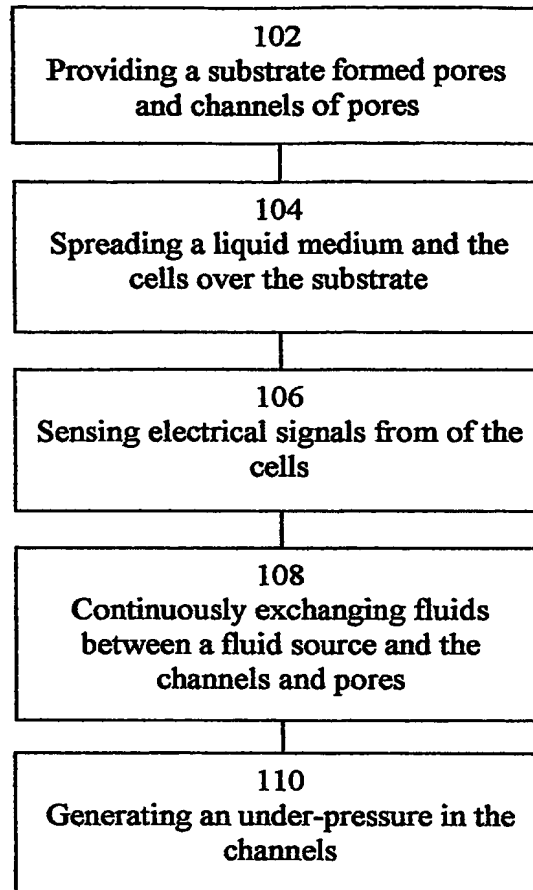 102
Providing a substrate formed pores
and channels of pores
104
Spreading a liquid medium and the
cells over the substrate
106
Sensing electrical signals from of the
cells
108
Continuously exchanging fluids
between a fluid source and the
channels and pores
110
Generating an under-pressure in the
channels